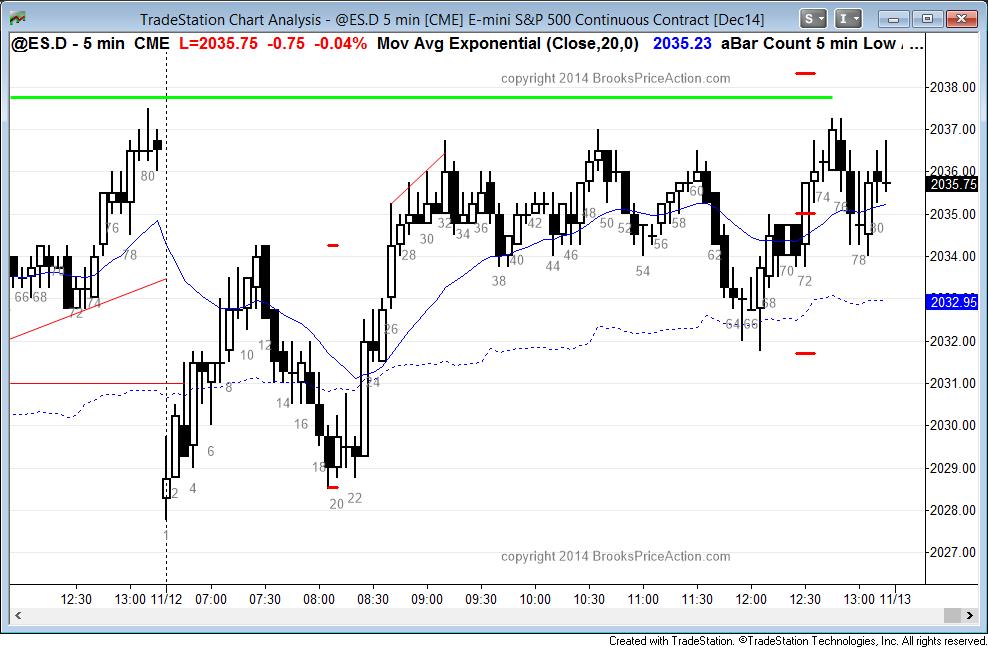 TradeStation Chart Analysis - @ES.D 5 min [CME] E-mini S&P 500 Continuous Contract [Dec14]
S I
@ES.D - 5 min CME L=2035.75 -0.75 -0.04% Mov Avg Exponential (Close,20,0) 2035.23 aBar Count 5 min Low ...
copyright 2014 BrooksPriceAction.com
2038.00
2037.00
2036.00
2035.75
2035.00
2034.00
2032.95
2032.00
2031.00
2030.00
2029.00
2028.00
2027.00
66 68 72 74 76 78 80
1 2 4 6 8 10 12 14 16 18 20 22 24 26 28 30 32 34 36 38 40 42 44 46 48 50 52 54 56 58 60 62 64 66 68 70 72 74 76 78 80
copyright 2014 BrooksPriceAction.com
12:30 13:00 11/12 07:00 07:30 08:00 08:30 09:00 09:30 10:00 10:30 11:00 11:30 12:00 12:30 13:00 11/13
Created with TradeStation. ©TradeStation Technologies, Inc. All rights reserved.